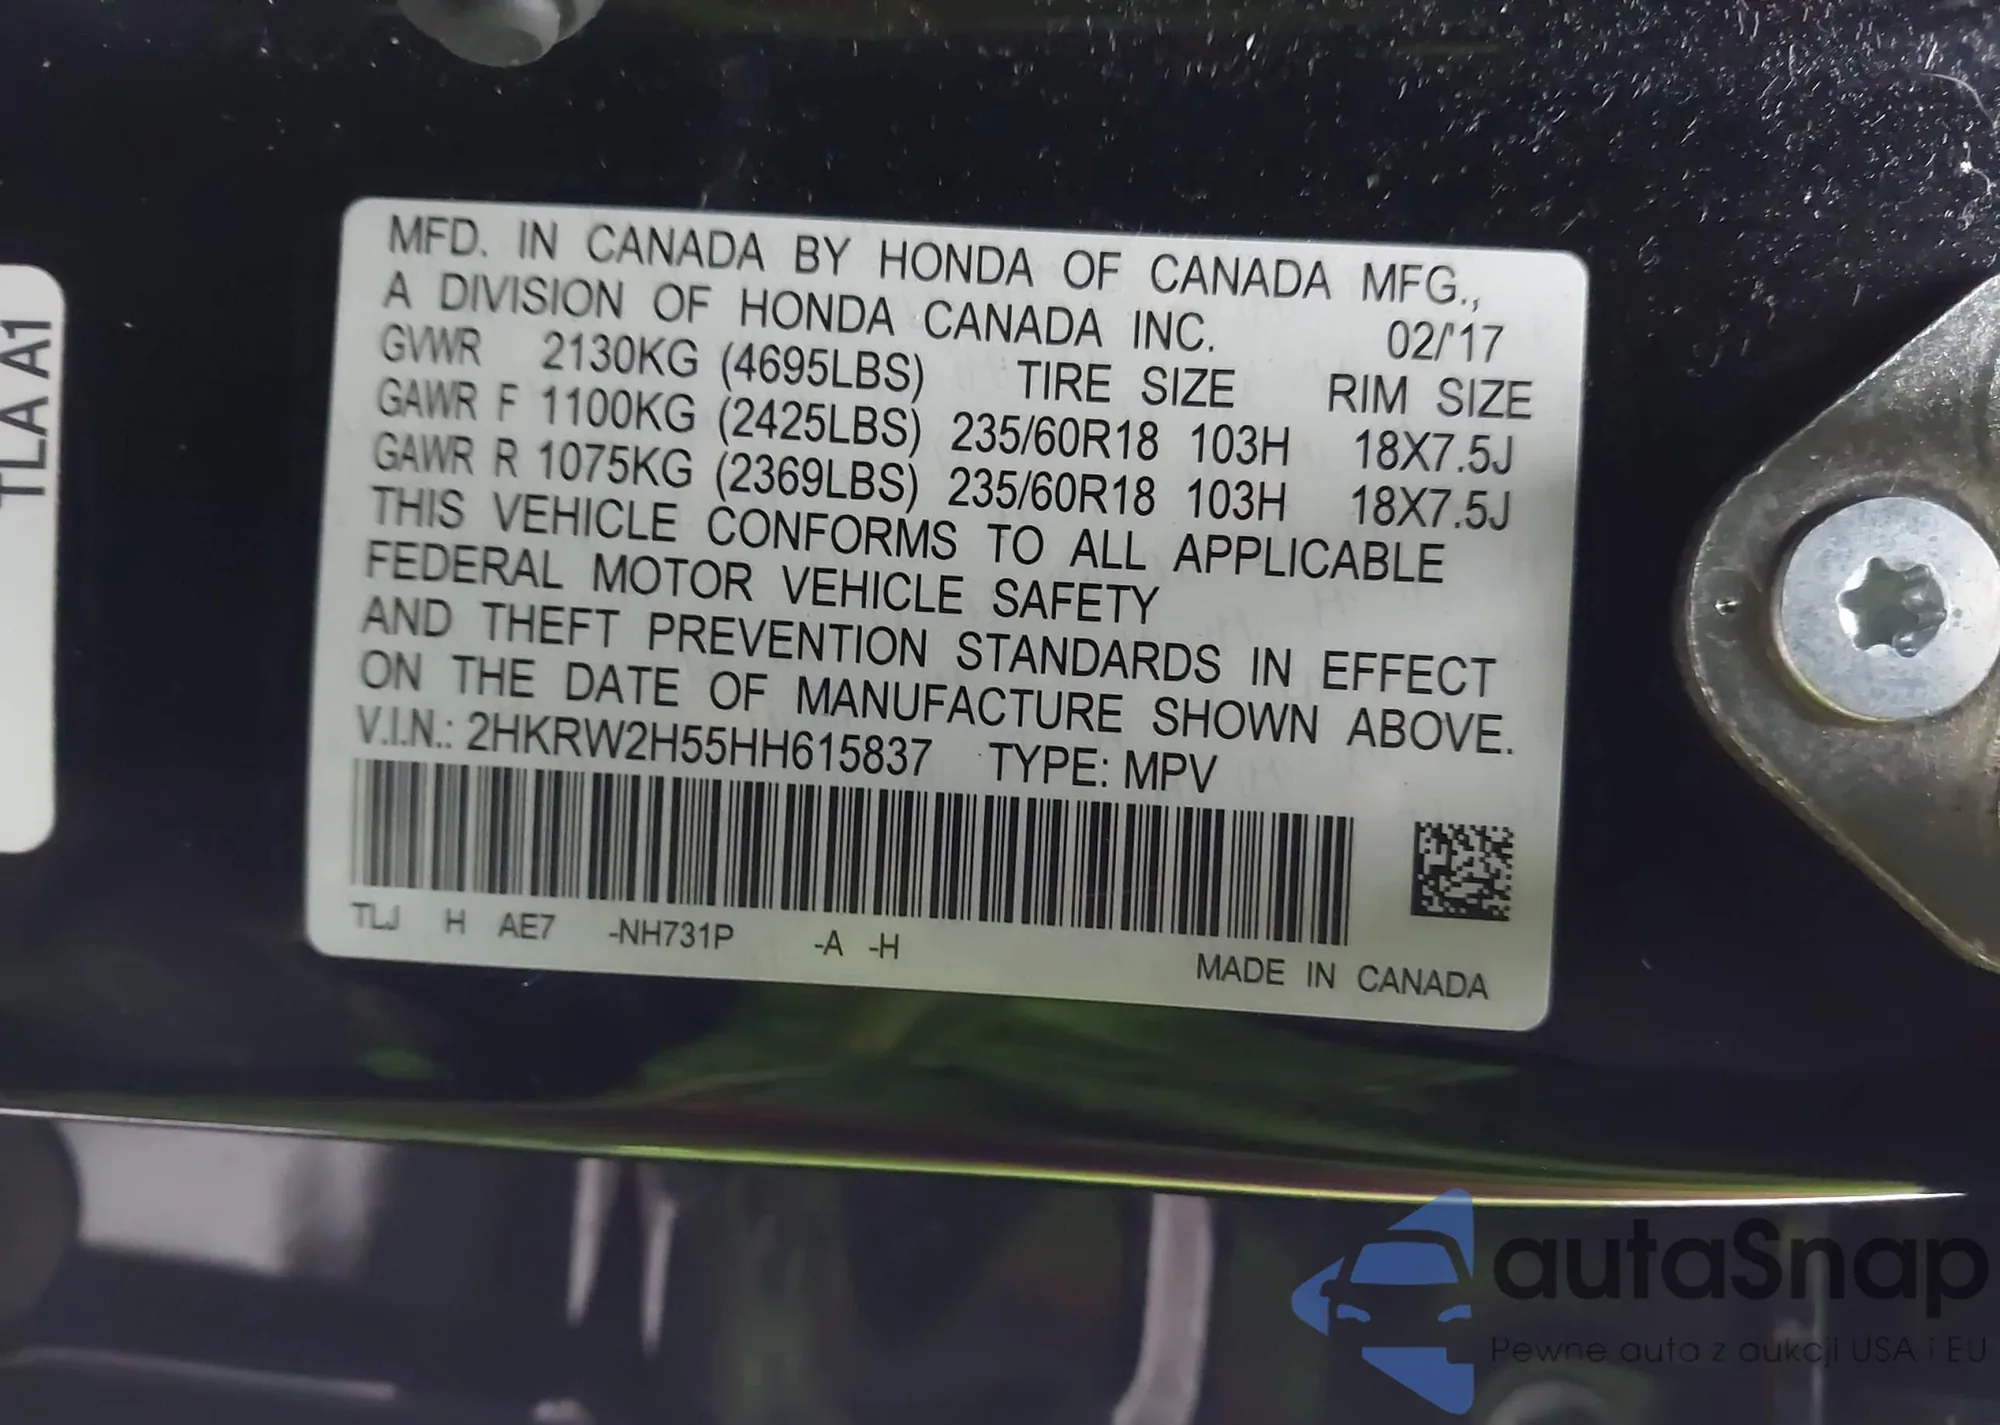 MFD. IN CANADA BY HONDA OF CANADA MFG.,
A DIVISION OF HONDA CANADA INC. 02/'17
GVWR 2130KG (4695LBS) TIRE SIZE RIM SIZE
GAWR F 1100KG (2425LBS) 235/60R18 103H 18X7.5J
GAWR R 1075KG (2369LBS) 235/60R18 103H 18X7.5J
THIS VEHICLE CONFORMS TO ALL APPLICABLE
FEDERAL MOTOR VEHICLE SAFETY
AND THEFT PREVENTION STANDARDS IN EFFECT
ON THE DATE OF MANUFACTURE SHOWN ABOVE.
V.I.N.: 2HKRW2H55HH615837 TYPE: MPV
TLJ H AE7 -NH731P -A -H
MADE IN CANADA
TLA A1
autaSnap
Pewne auta z aukcji USA i EU